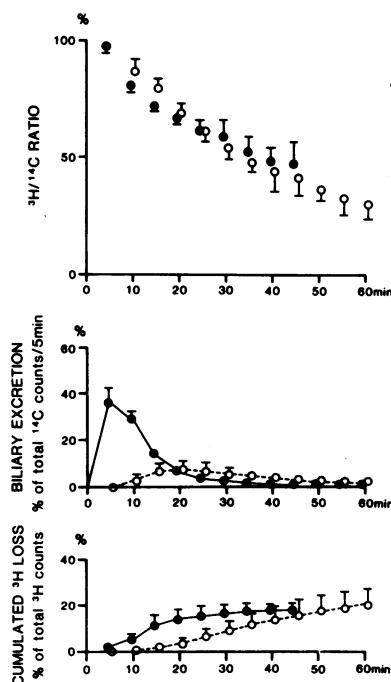 %
100
50
0
³H/¹⁴C RATIO
0 10 20 30 40 50 60min
%
60
40
20
0
BILIARY EXCRETION
% of total ¹⁴C counts/5min
0 10 20 30 40 50 60min
%
40
20
0
CUMULATED ³H LOSS
% of total ³H counts
0 10 20 30 40 50 60min